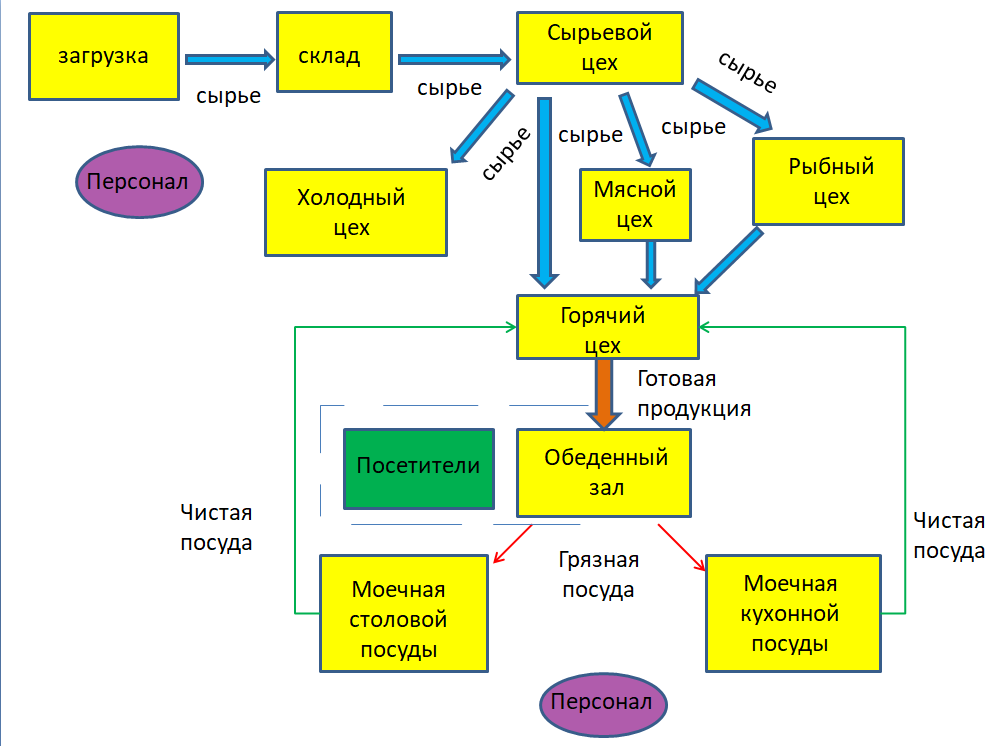 загрузка
склад
Сырьевой
цех
сырье
сырье
сырье
сырье
сырье
сырье
Персонал
Холодный
цех
Мясной
цех
Рыбный
цех
Горячий
цех
Готовая
продукция
Посетители
Обеденный
зал
Чистая
посуда
Грязная
посуда
Чистая
посуда
Моечная
столовой
посуды
Моечная
кухонной
посуды
Персонал